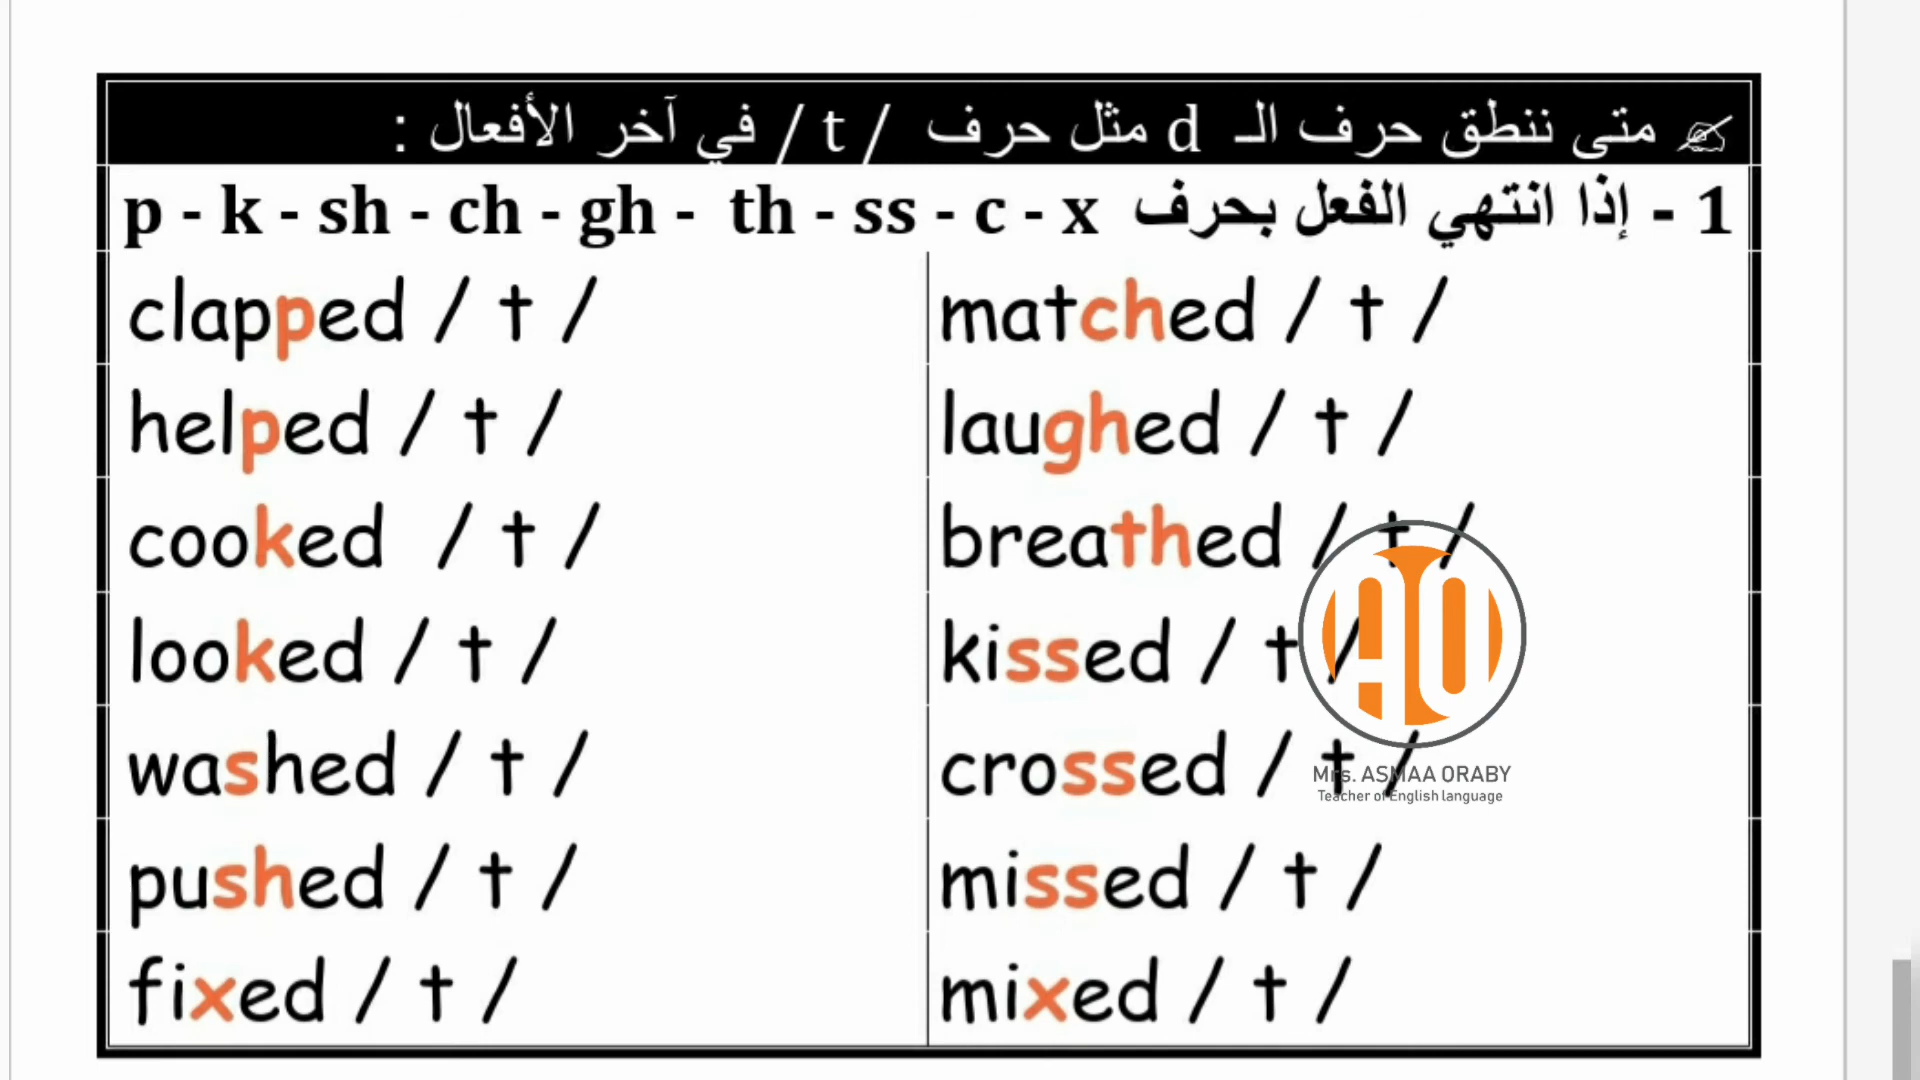 ✍ متى ننطق حرف الـ d مثل حرف / t / في آخر الأفعال :
1 - إذا انتهي الفعل بحرف p - k - sh - ch - gh - th - ss - c - x
clapped / t /
matched / t /
helped / t /
laughed / t /
cooked / t /
breathed / t /
looked / t /
kissed / t /
washed / t /
crossed / t /
pushed / t /
missed / t /
fixed / t /
mixed / t /
AO
Mrs. ASMAA ORABY
Teacher of English language